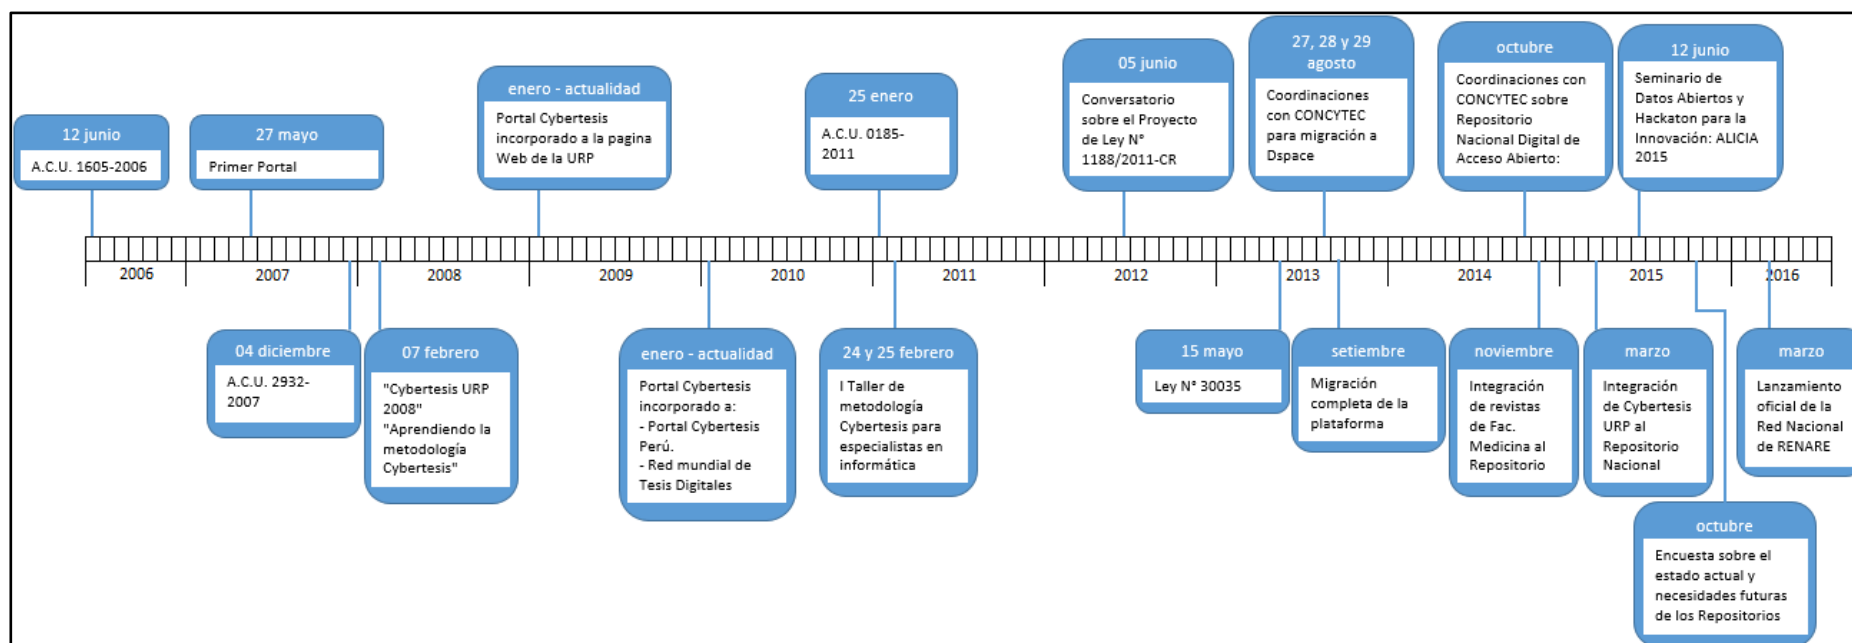 12 junio
A.C.U. 1605-2006
27 mayo
Primer Portal
enero - actualidad
Portal Cybertesis
incorporado a la pagina
Web de la URP
25 enero
A.C.U. 0185-
2011
05 junio
Conversatorio
sobre el Proyecto
de Ley N°
1188/2011-CR
27, 28 y 29
agosto
Coordinaciones
con CONCYTEC
para migración a
Dspace
octubre
Coordinaciones con
CONCYTEC sobre
Repositorio
Nacional Digital de
Acceso Abierto:
12 junio
Seminario de
Datos Abiertos y
Hackaton para la
Innovación: ALICIA
2015
2006
2007
2008
2009
2010
2011
2012
2013
2014
2015
2016
04 diciembre
A.C.U. 2932-
2007
07 febrero
"Cybertesis URP
2008"
"Aprendiendo la
metodología
Cybertesis"
enero - actualidad
Portal Cybertesis
incorporado a:
- Portal Cybertesis
Perú.
- Red mundial de
Tesis Digitales
24 y 25 febrero
I Taller de
metodología
Cybertesis para
especialistas en
informática
15 mayo
Ley N° 30035
setiembre
Migración
completa de la
plataforma
noviembre
Integración
de revistas
de Fac.
Medicina al
Repositorio
marzo
Integración
de Cybertesis
URP al
Repositorio
Nacional
marzo
Lanzamiento
oficial de la
Red Nacional
de RENARE
octubre
Encuesta sobre el
estado actual y
necesidades futuras
de los Repositorios